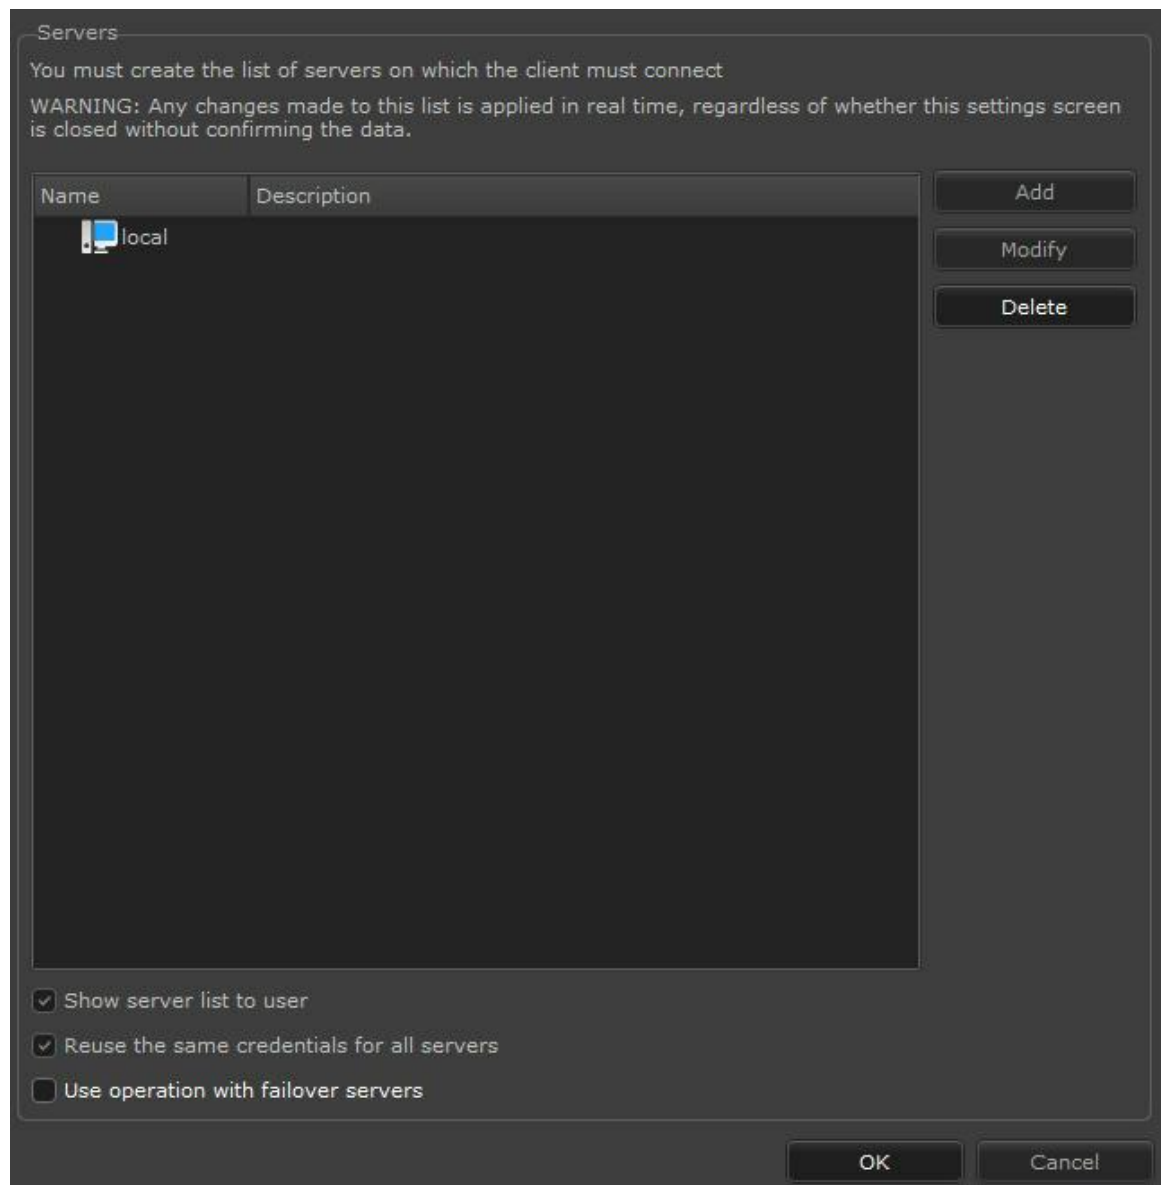 Servers
You must create the list of servers on which the client must connect
WARNING: Any changes made to this list is applied in real time, regardless of whether this settings screen
is closed without confirming the data.
Name Description
Add
local
Modify
Delete
Show server list to user
Reuse the same credentials for all servers
Use operation with failover servers
OK Cancel